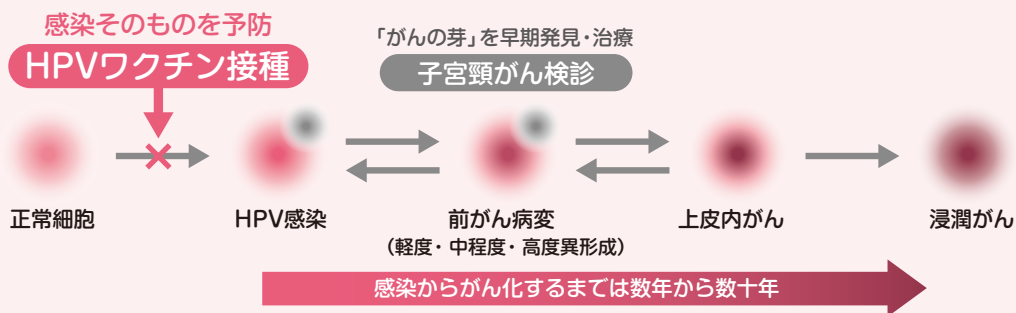 感染そのものを予防
HPVワクチン接種
「がんの芽」を早期発見・治療
子宮頸がん検診
正常細胞
HPV感染
前がん病変
(軽度・中程度・高度異形成)
上皮内がん
浸潤がん
感染からがん化するまでは数年から数十年